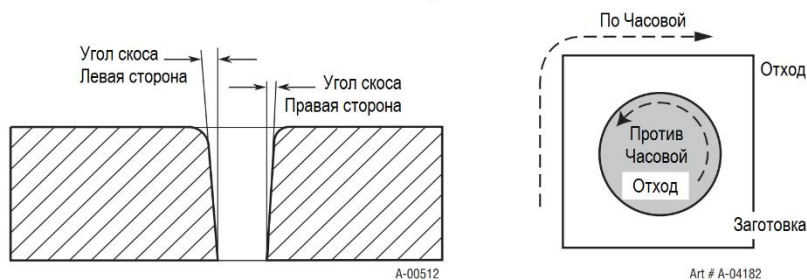 Угол скоса
Левая сторона
Угол скоса
Правая сторона
A-00512
По Часовой
Отход
Против
Часовой
Отход
Заготовка
Art # A-04182